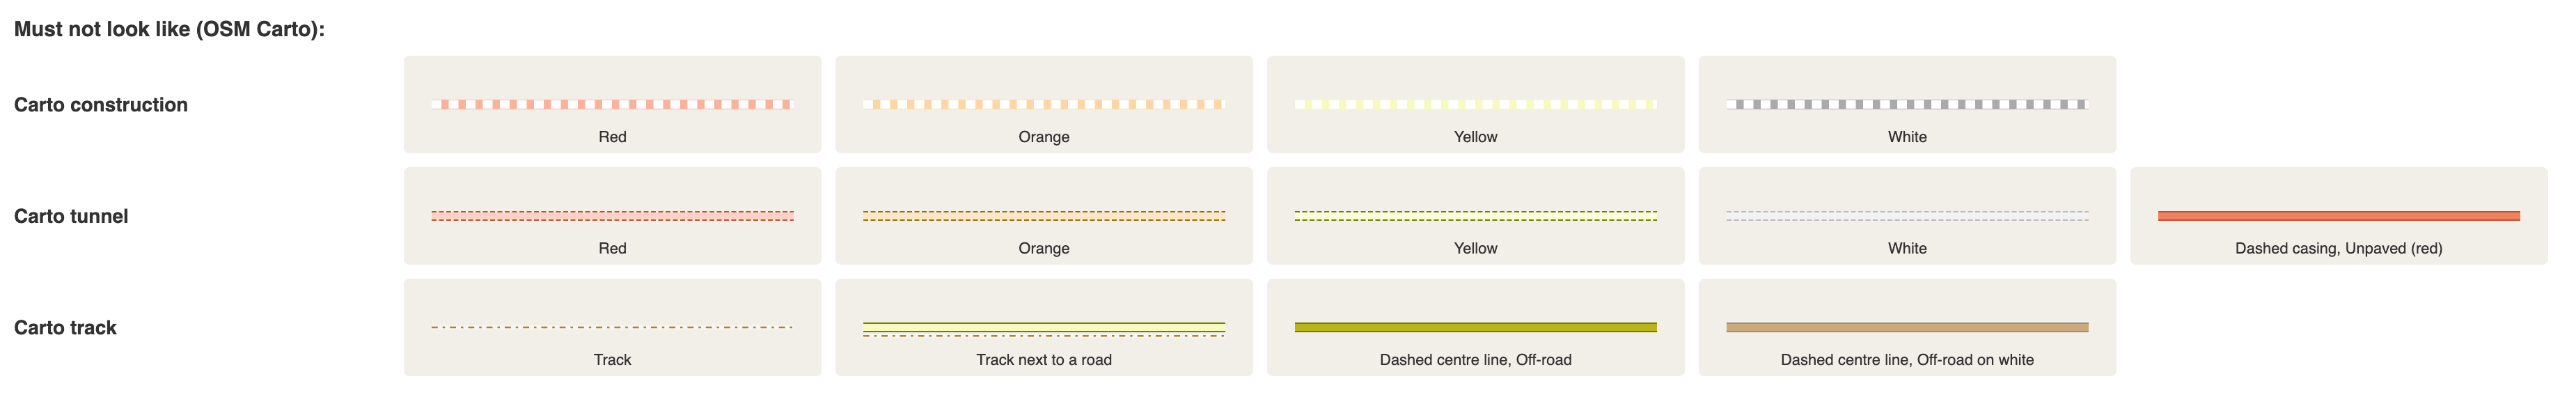 Must not look like (OSM Carto):
Carto construction
Red
Orange
Yellow
White
Carto tunnel
Red
Orange
Yellow
White
Dashed casing, Unpaved (red)
Carto track
Track
Track next to a road
Dashed centre line, Off-road
Dashed centre line, Off-road on white